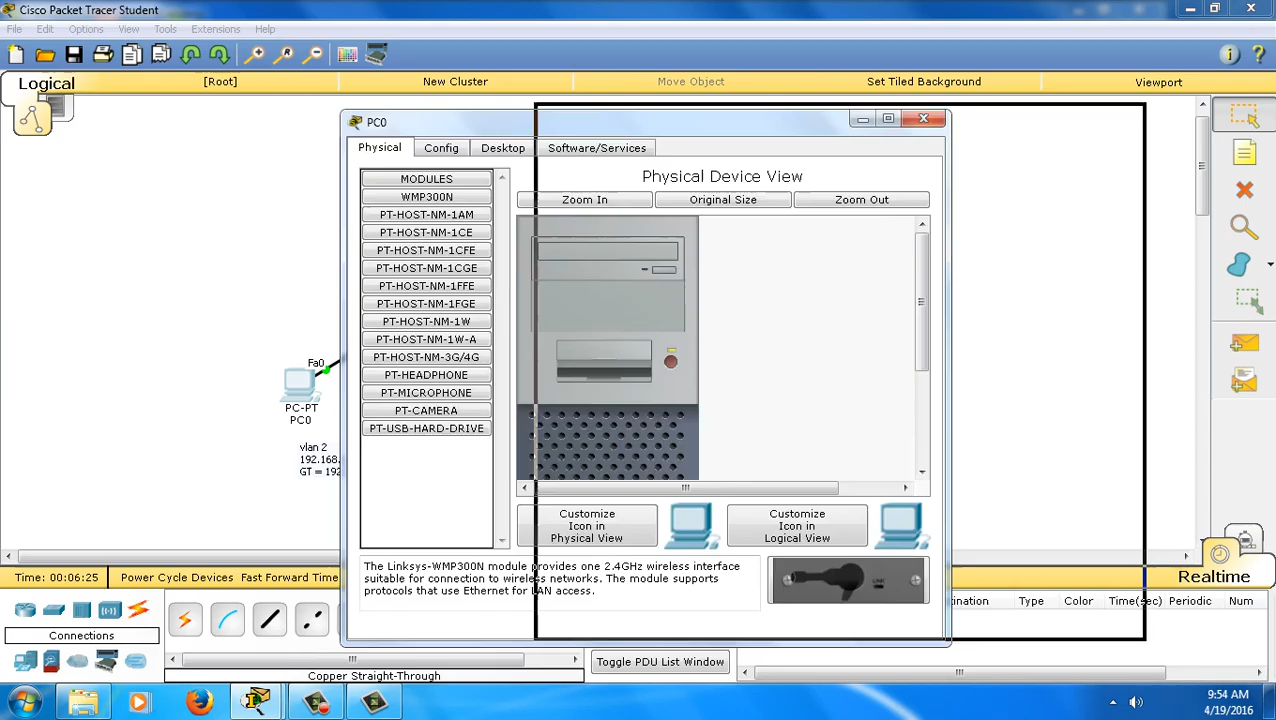 Cisco Packet Tracer Student
File Edit Options View Tools Extensions Help
Logical [Root] New Cluster Move Object Set Tiled Background Viewport
PC0
Physical Config Desktop Software/Services
MODULES
WMP300N
PT-HOST-NM-1AM
PT-HOST-NM-1CE
PT-HOST-NM-1CFE
PT-HOST-NM-1CGE
PT-HOST-NM-1FFE
PT-HOST-NM-1FGE
PT-HOST-NM-1W
PT-HOST-NM-1W-A
PT-HOST-NM-3G/4G
PT-HEADPHONE
PT-MICROPHONE
PT-CAMERA
PT-USB-HARD-DRIVE
Physical Device View
Zoom In Original Size Zoom Out
Customize
Icon in
Physical View
Customize
Icon in
Logical View
The Linksys-WMP300N module provides one 2.4GHz wireless interface
suitable for connection to wireless networks. The module supports
protocols that use Ethernet for LAN access.
LINK
Fa0
PC-PT
PC0
vlan 2
192.168.
GT = 192
Time: 00:06:25 Power Cycle Devices Fast Forward Time
Realtime
Connections
Copper Straight-Through
Toggle PDU List Window
ination Type Color Time(sec) Periodic Num
9:54 AM
4/19/2016